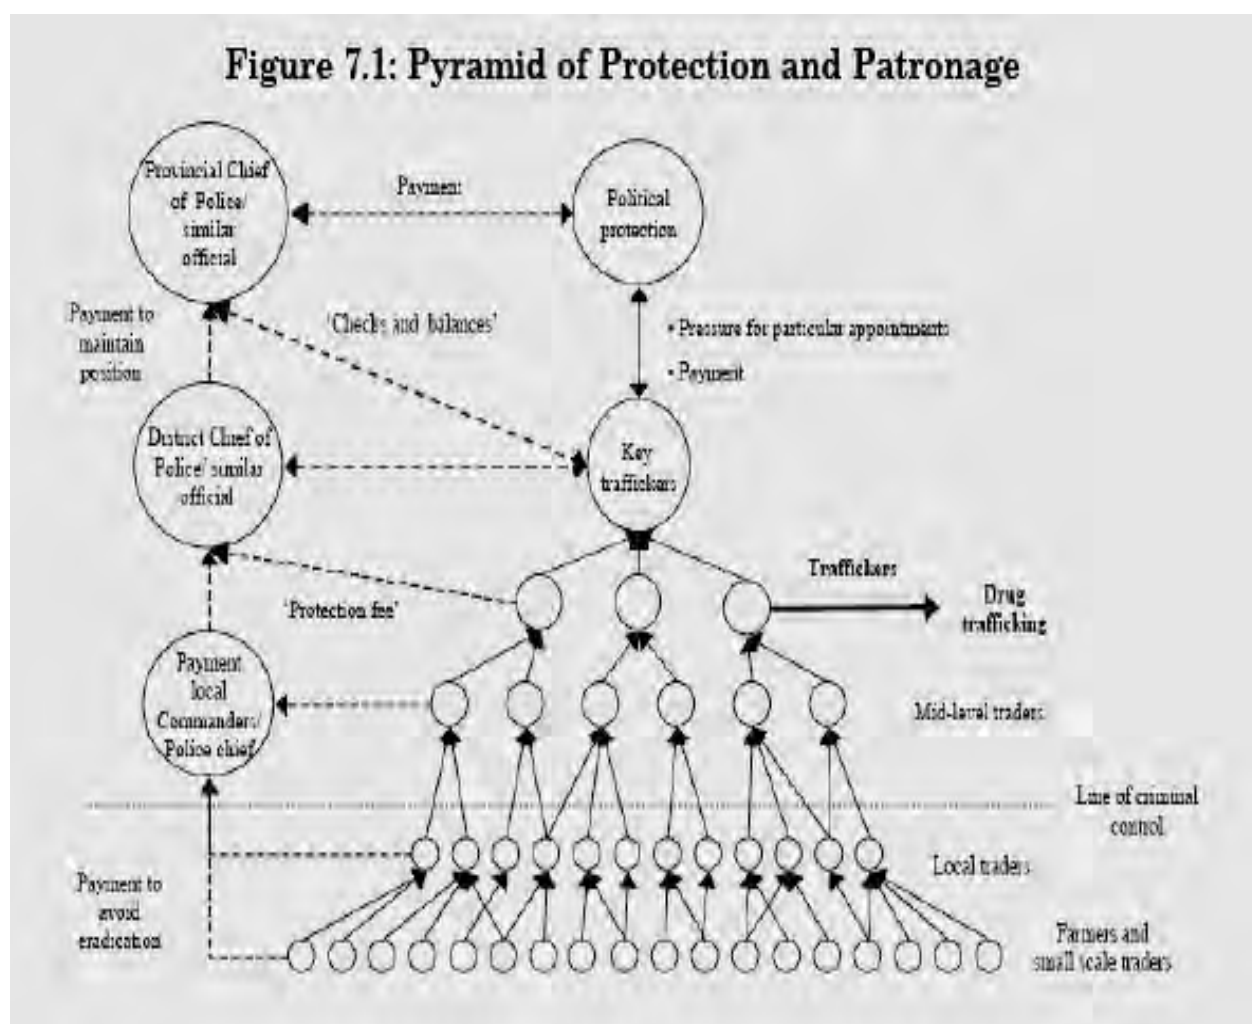 Figure 7.1: Pyramid of Protection and Patronage
Provincial Chief
of Police/
similar
official
Payment
Political
protection
Payment to
maintain
position
'Checks and balances'
• Pressure for particular appointments
• Payment
District Chief of
Police/ similar
official
Key
traffickers
Traffickers
Drug
trafficking
'Protection fee'
Payment
local
Commanders/
Police chief
Mid-level traders
Line of criminal
control
Local traders
Payment to
avoid
eradication
Farmers and
small scale traders